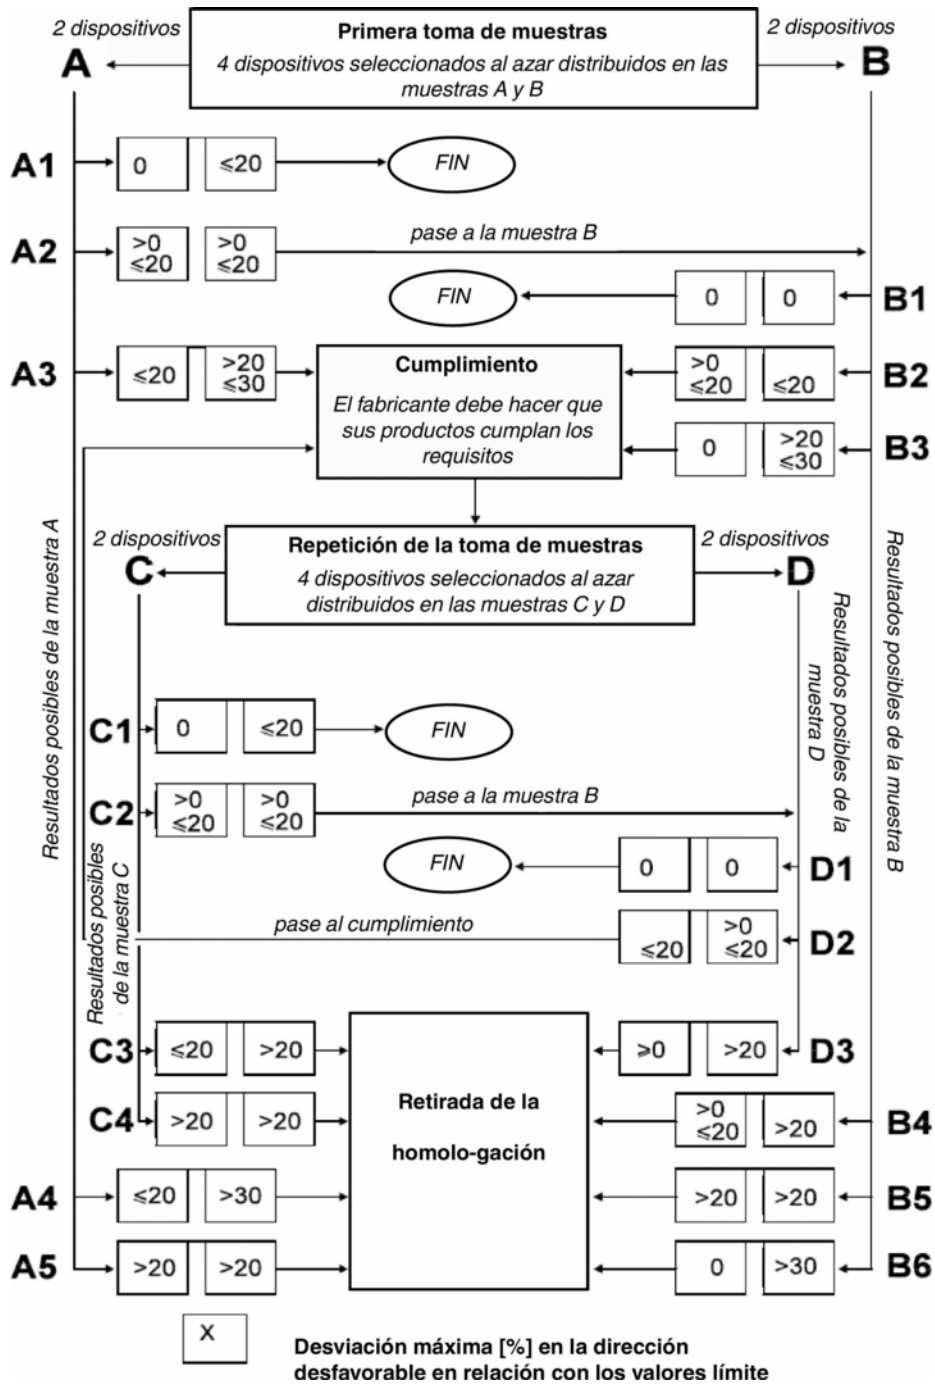 2 dispositivos
Primera toma de muestras
2 dispositivos
A
4 dispositivos seleccionados al azar distribuidos en las
muestras A y B
B
A1
0
≤20
FIN
A2
>0
≤20
>0
≤20
pase a la muestra B
FIN
0
0
B1
A3
≤20
>20
≤30
Cumplimiento
El fabricante debe hacer que
sus productos cumplan los
requisitos
>0
≤20
≤20
B2
0
>20
≤30
B3
Resultados posibles de la muestra A
2 dispositivos
Repetición de la toma de muestras
2 dispositivos
C
4 dispositivos seleccionados al azar
distribuidos en las muestras C y D
D
Resultados posibles de la
muestra D
Resultados posibles de la muestra B
C1
0
≤20
FIN
C2
>0
≤20
>0
≤20
pase a la muestra B
FIN
0
0
D1
Resultados posibles
de la muestra C
pase al cumplimiento
≤20
>0
≤20
D2
C3
≤20
>20
Retirada de la
homolo-gación
≥0
>20
D3
C4
>20
>20
>0
≤20
>20
B4
A4
≤20
>30
>20
>20
B5
A5
>20
>20
0
>30
B6
X
Desviación máxima [%] en la dirección
desfavorable en relación con los valores límite